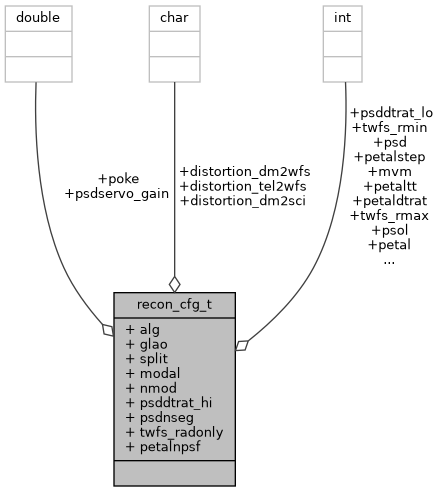 double
char
int
+poke
+psdservo_gain
+distortion_dm2wfs
+distortion_tel2wfs
+distortion_dm2sci
+psddtrat_lo
+twfs_rmin
+psd
+petalstep
+mvm
+petaltt
+petaldtrat
+twfs_rmax
+psol
+petal
...
recon_cfg_t
+ alg
+ glao
+ split
+ modal
+ nmod
+ psddtrat_hi
+ psdnseg
+ twfs_radonly
+ petalnpsf